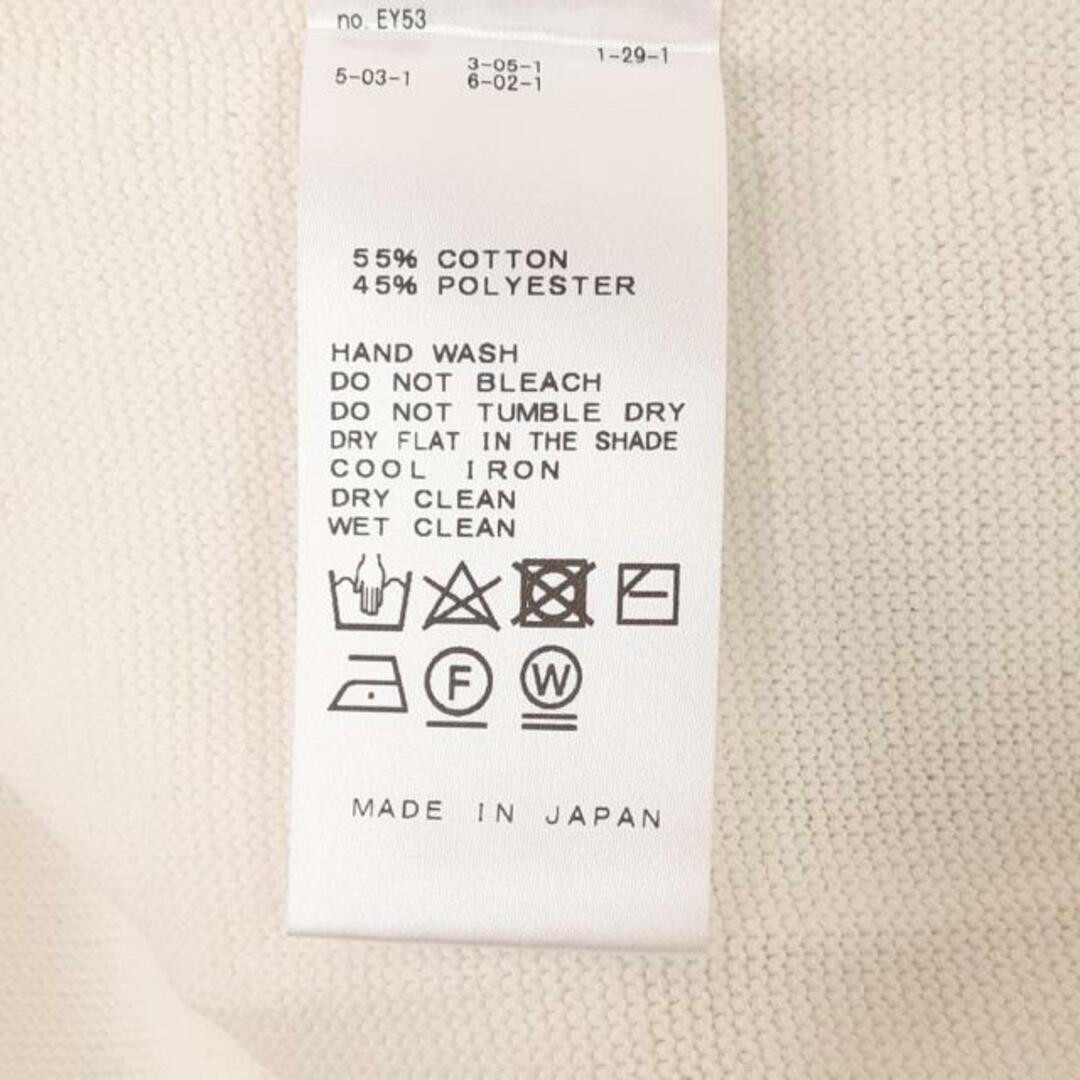 no. EY53
1-29-1
3-05-1
5-03-1
6-02-1
55% COTTON
45% POLYESTER
HAND WASH
DO NOT BLEACH
DO NOT TUMBLE DRY
DRY FLAT IN THE SHADE
COOL IRON
DRY CLEAN
WET CLEAN
F W
MADE IN JAPAN